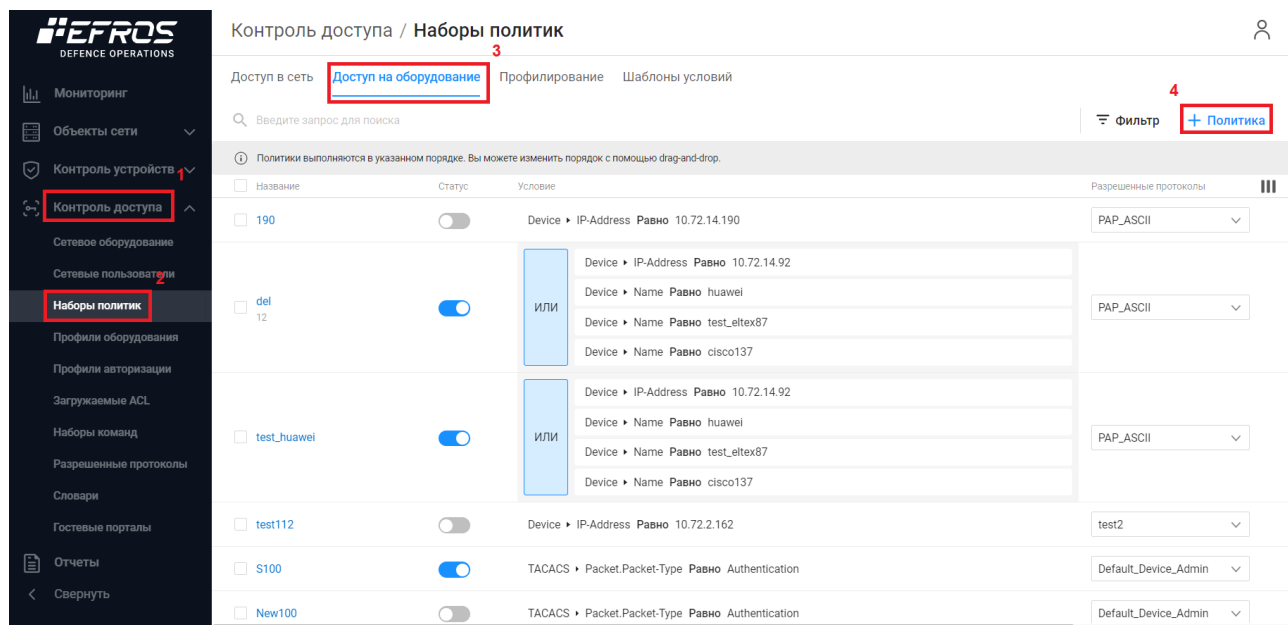 EFROS
DEFENCE OPERATIONS
Мониторинг
Объекты сети
Контроль устройств
1
Контроль доступа
Сетевое оборудование
Сетевые пользователи
2
Наборы политик
Профили оборудования
Профили авторизации
Загружаемые ACL
Наборы команд
Разрешенные протоколы
Словари
Гостевые порталы
Отчеты
Свернуть
Контроль доступа / Наборы политик
3
Доступ в сеть Доступ на оборудование Профилирование Шаблоны условий
4
Введите запрос для поиска Фильтр + Политика
Политики выполняются в указанном порядке. Вы можете изменить порядок с помощью drag-and-drop.
Название Статус Условие Разрешенные протоколы
190 Device ▸ IP-Address Равно 10.72.14.190 PAP_ASCII
del
12
ИЛИ
Device ▸ IP-Address Равно 10.72.14.92
Device ▸ Name Равно huawei
Device ▸ Name Равно test_eltex87
Device ▸ Name Равно cisco137
PAP_ASCII
test_huawei
ИЛИ
Device ▸ IP-Address Равно 10.72.14.92
Device ▸ Name Равно huawei
Device ▸ Name Равно test_eltex87
Device ▸ Name Равно cisco137
PAP_ASCII
test112 Device ▸ IP-Address Равно 10.72.2.162 test2
S100 TACACS ▸ Packet.Packet-Type Равно Authentication Default_Device_Admin
New100 TACACS ▸ Packet.Packet-Type Равно Authentication Default_Device_Admin